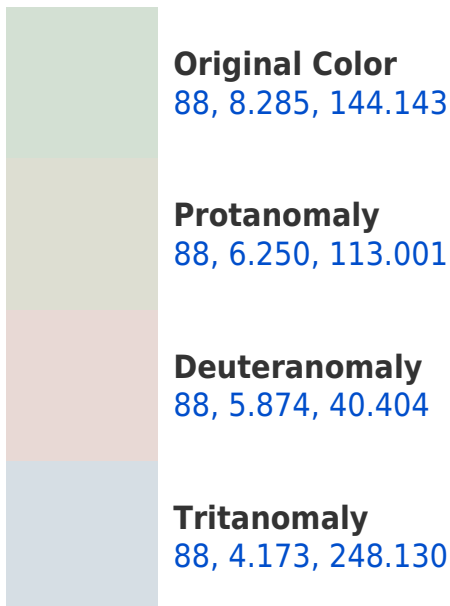 Original Color
88, 8.285, 144.143
Protanomaly
88, 6.250, 113.001
Deuteranomaly
88, 5.874, 40.404
Tritanomaly
88, 4.173, 248.130